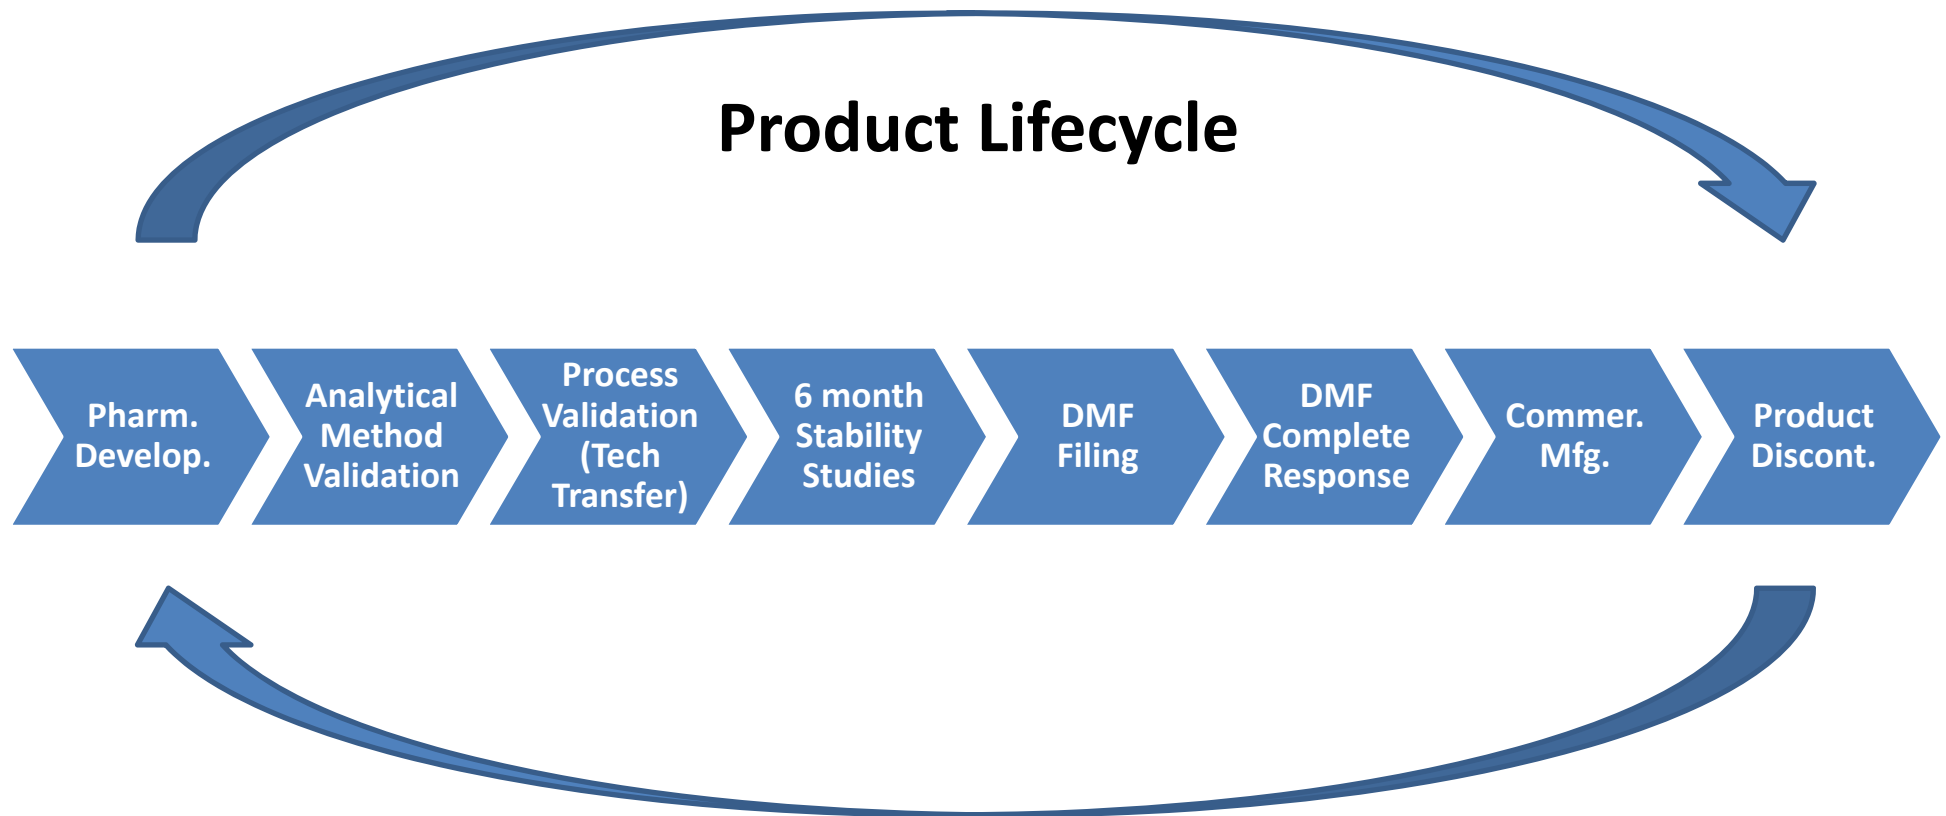 Product Lifecycle
Pharm.
Develop.
Analytical
Method
Validation
Process
Validation
(Tech
Transfer)
6 month
Stability
Studies
DMF
Filing
DMF
Complete
Response
Commer.
Mfg.
Product
Discont.